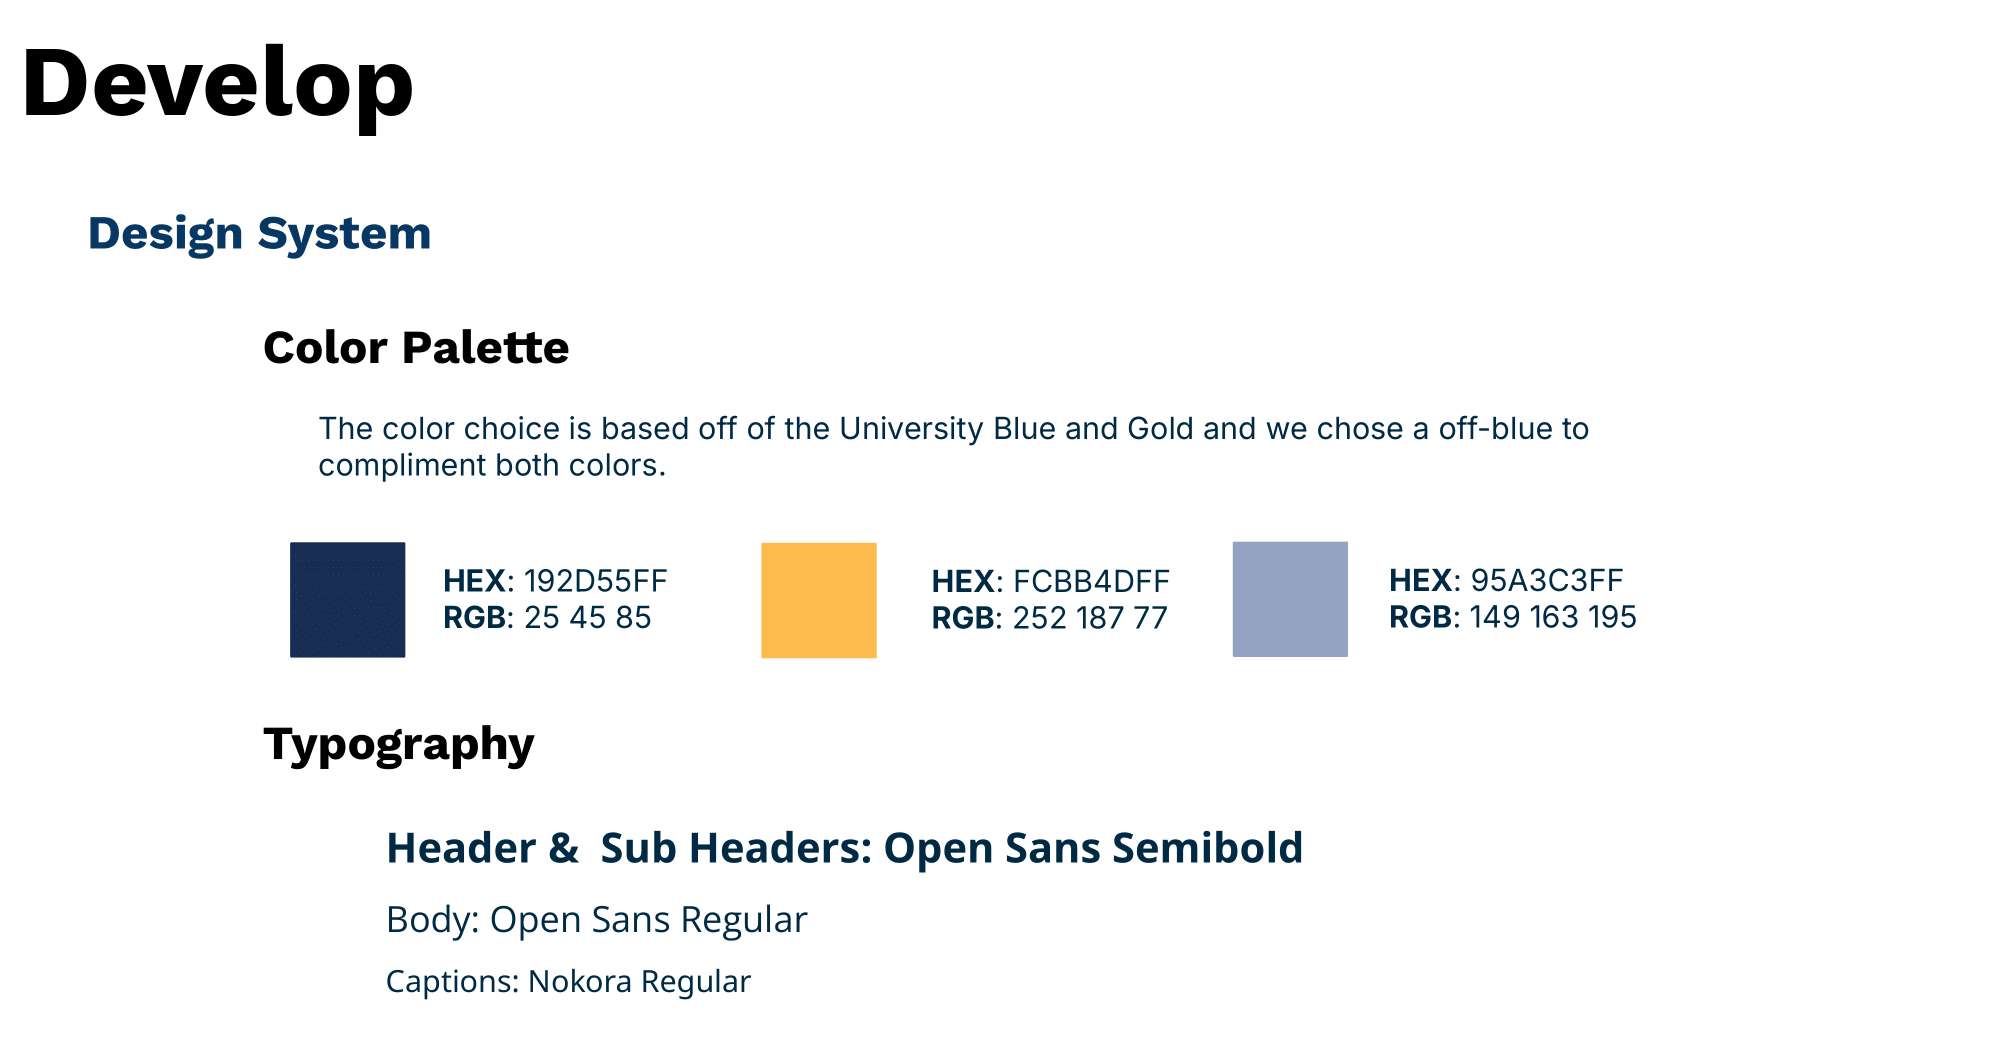 Develop
Design System
Color Palette
The color choice is based off of the University Blue and Gold and we chose a off-blue to
compliment both colors.
HEX: 192D55FF
RGB: 25 45 85
HEX: FCBB4DFF
RGB: 252 187 77
HEX: 95A3C3FF
RGB: 149 163 195
Typography
Header &  Sub Headers: Open Sans Semibold
Body: Open Sans Regular
Captions: Nokora Regular